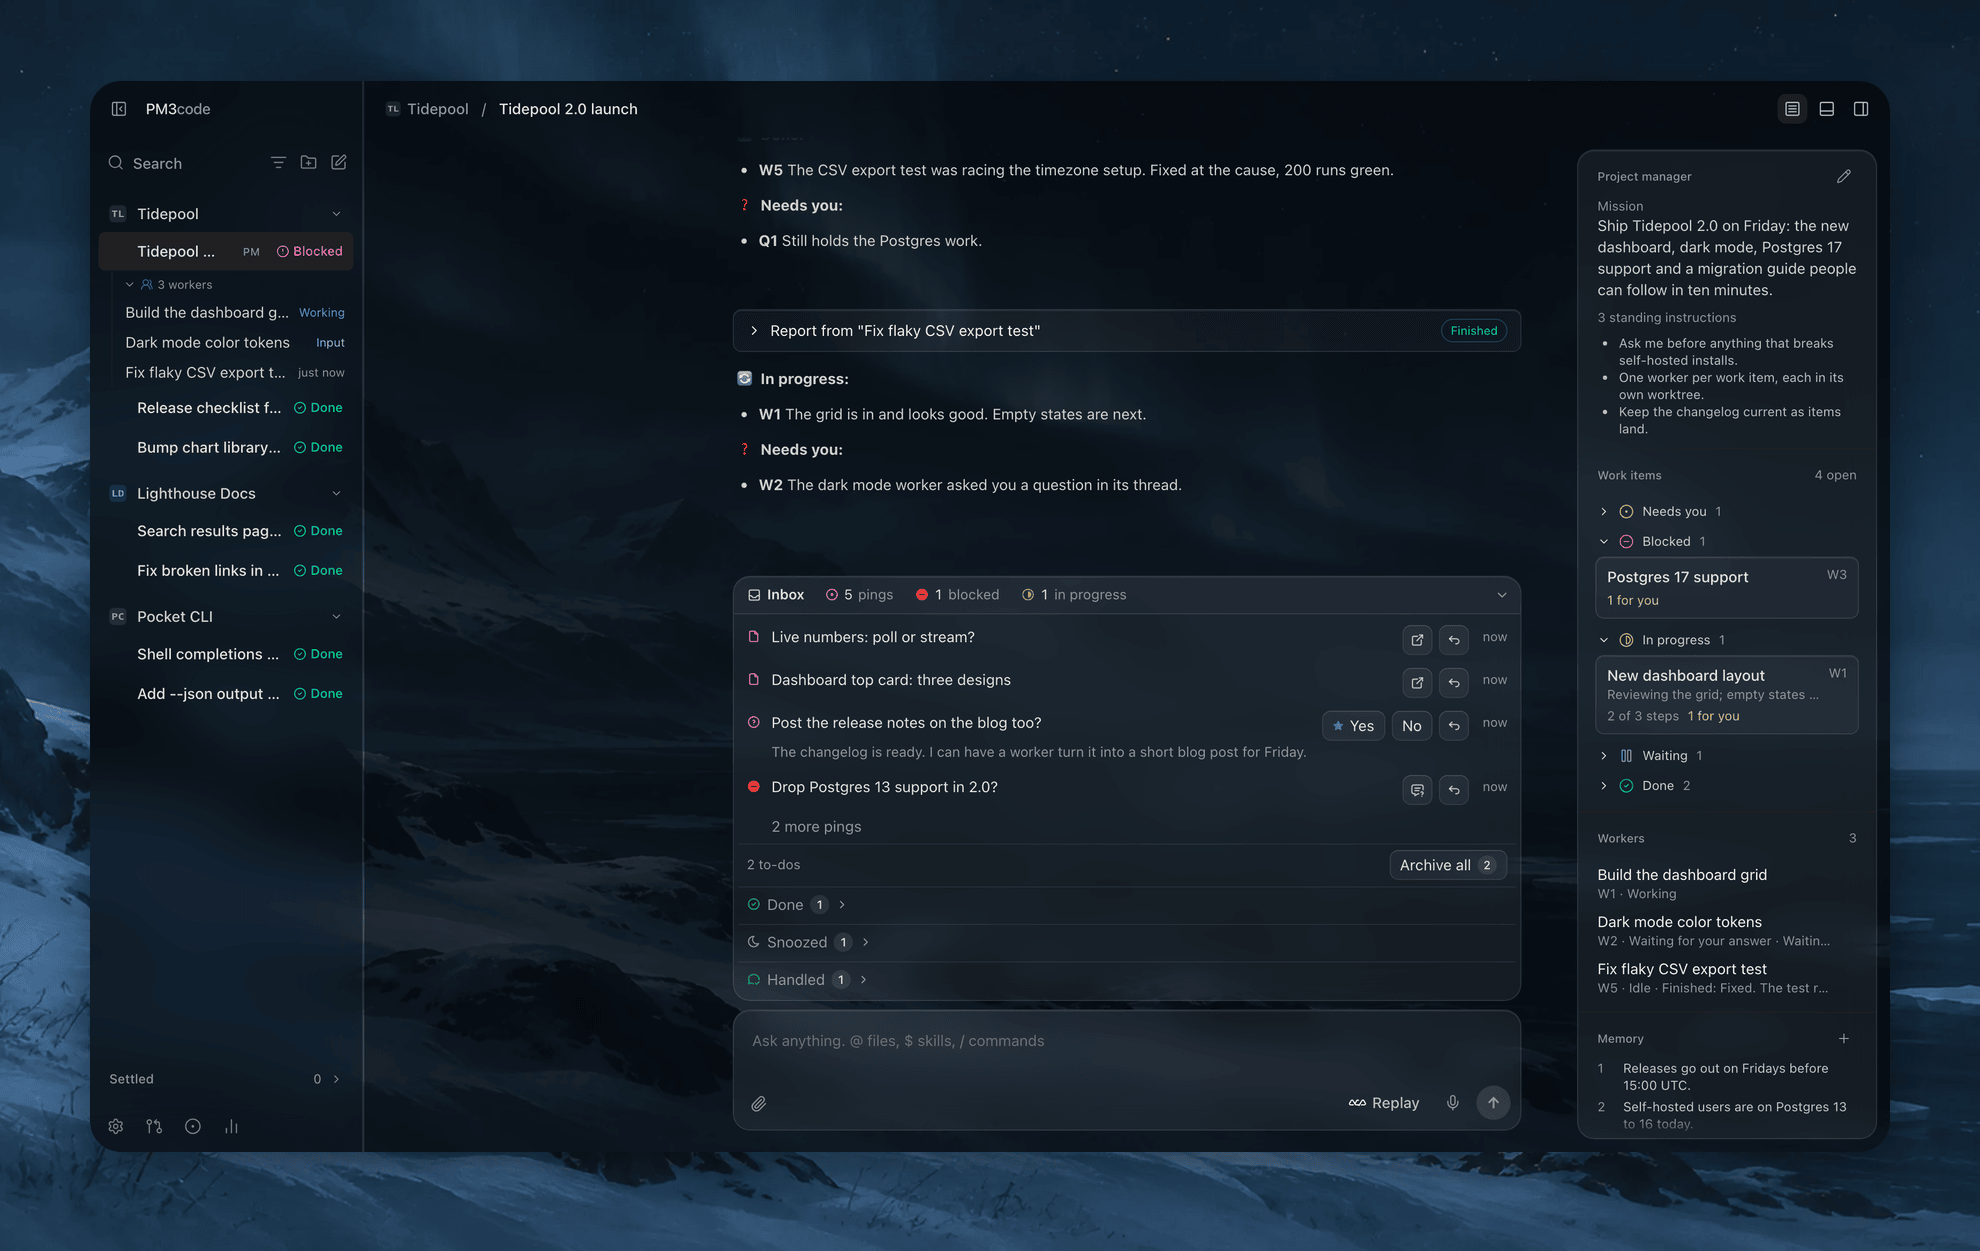 PM3code
Search
TL Tidepool
Tidepool ... PM Blocked
3 workers
Build the dashboard g... Working
Dark mode color tokens Input
Fix flaky CSV export t... just now
Release checklist f... Done
Bump chart library... Done
LD Lighthouse Docs
Search results pag... Done
Fix broken links in ... Done
PC Pocket CLI
Shell completions ... Done
Add --json output ... Done
Settled 0
TL Tidepool / Tidepool 2.0 launch
• W5 The CSV export test was racing the timezone setup. Fixed at the cause, 200 runs green.
❓ Needs you:
• Q1 Still holds the Postgres work.
Report from "Fix flaky CSV export test" Finished
🔄 In progress:
• W1 The grid is in and looks good. Empty states are next.
❓ Needs you:
• W2 The dark mode worker asked you a question in its thread.
Inbox 5 pings 1 blocked 1 in progress
Live numbers: poll or stream? now
Dashboard top card: three designs now
Post the release notes on the blog too? Yes No now
The changelog is ready. I can have a worker turn it into a short blog post for Friday.
Drop Postgres 13 support in 2.0? now
2 more pings
2 to-dos Archive all 2
Done 1
Snoozed 1
Handled 1
Ask anything. @ files, $ skills, / commands
Replay
Project manager
Mission
Ship Tidepool 2.0 on Friday: the new
dashboard, dark mode, Postgres 17
support and a migration guide people
can follow in ten minutes.
3 standing instructions
• Ask me before anything that breaks
self-hosted installs.
• One worker per work item, each in its
own worktree.
• Keep the changelog current as items
land.
Work items 4 open
Needs you 1
Blocked 1
Postgres 17 support W3
1 for you
In progress 1
New dashboard layout W1
Reviewing the grid; empty states ...
2 of 3 steps 1 for you
Waiting 1
Done 2
Workers 3
Build the dashboard grid
W1 · Working
Dark mode color tokens
W2 · Waiting for your answer · Waitin...
Fix flaky CSV export test
W5 · Idle · Finished: Fixed. The test r...
Memory
1 Releases go out on Fridays before
15:00 UTC.
2 Self-hosted users are on Postgres 13
to 16 today.